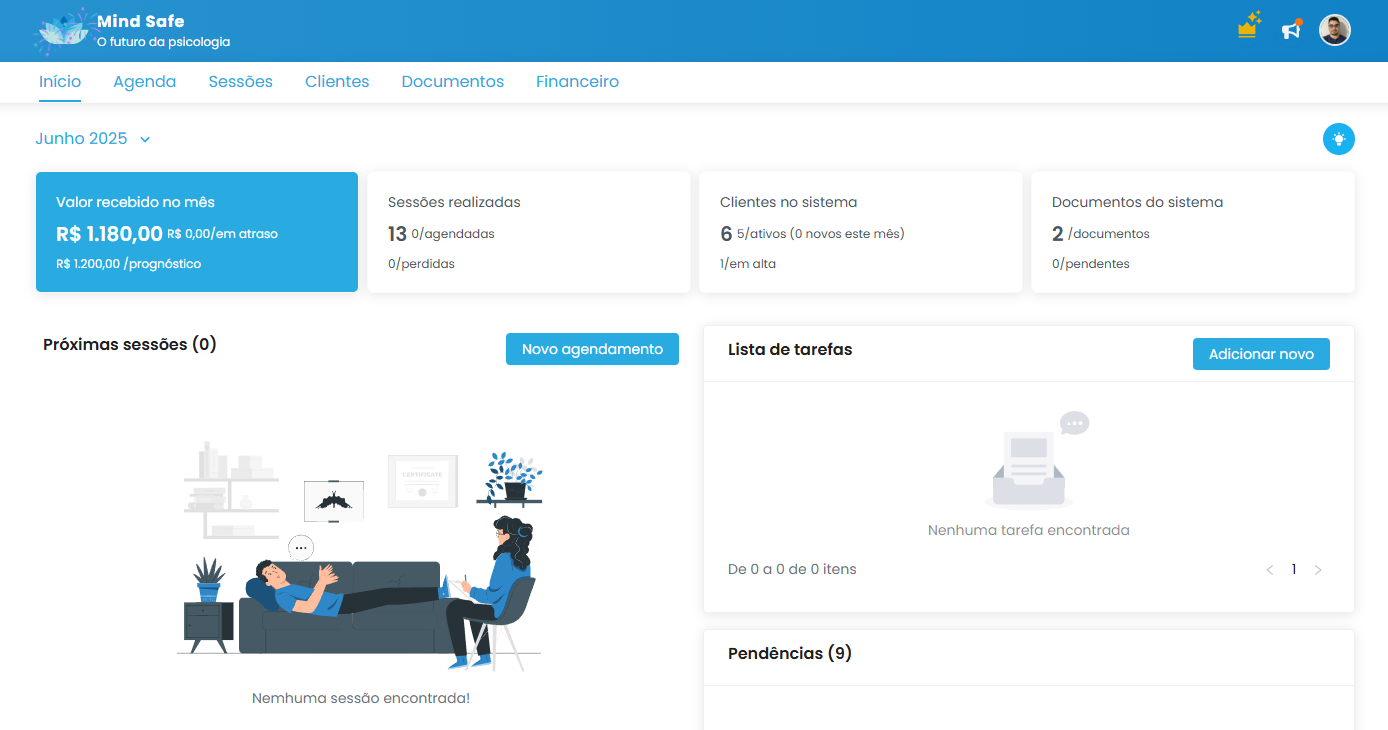 Mind Safe
O futuro da psicologia
Início Agenda Sessões Clientes Documentos Financeiro
Junho 2025
Valor recebido no mês
R$ 1.180,00 R$ 0,00/em atraso
R$ 1.200,00 /prognóstico
Sessões realizadas
13 0/agendadas
0/perdidas
Clientes no sistema
6 5/ativos (0 novos este mês)
1/em alta
Documentos do sistema
2 /documentos
0/pendentes
Próximas sessões (0)
Novo agendamento
CERTIFICATE
Nemhuma sessão encontrada!
Lista de tarefas
Adicionar novo
Nenhuma tarefa encontrada
De 0 a 0 de 0 itens
< 1 >
Pendências (9)